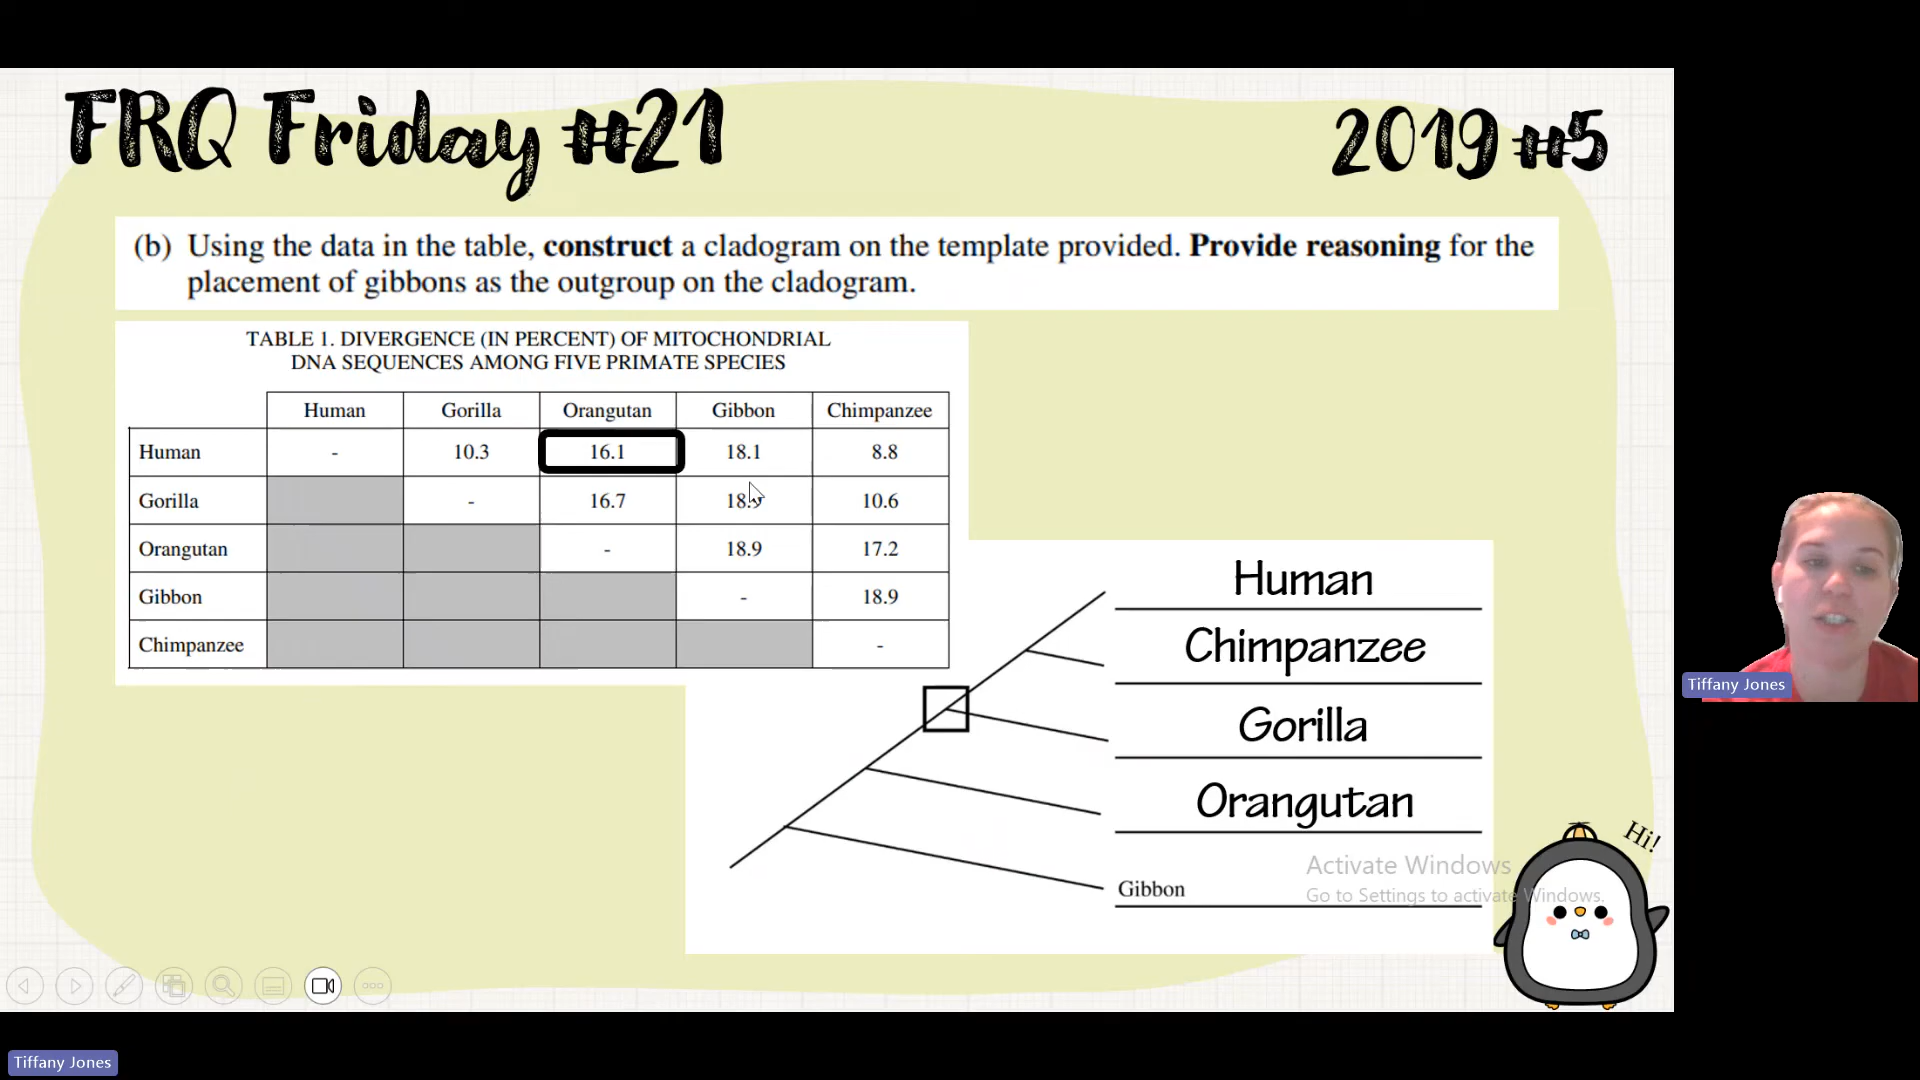 FRQ Friday #21
2019 #5
(b) Using the data in the table, construct a cladogram on the template provided. Provide reasoning for the
placement of gibbons as the outgroup on the cladogram.
TABLE 1. DIVERGENCE (IN PERCENT) OF MITOCHONDRIAL
DNA SEQUENCES AMONG FIVE PRIMATE SPECIES
Human Gorilla Orangutan Gibbon Chimpanzee
Human - 10.3 16.1 18.1 8.8
Gorilla - 16.7 10.6
Orangutan - 18.9 17.2
Gibbon - 18.9
Chimpanzee -
Human
Chimpanzee
Gorilla
Orangutan
Gibbon
Hi!
Activate Windows
Go to Settings to activate Windows.
Tiffany Jones
Tiffany Jones